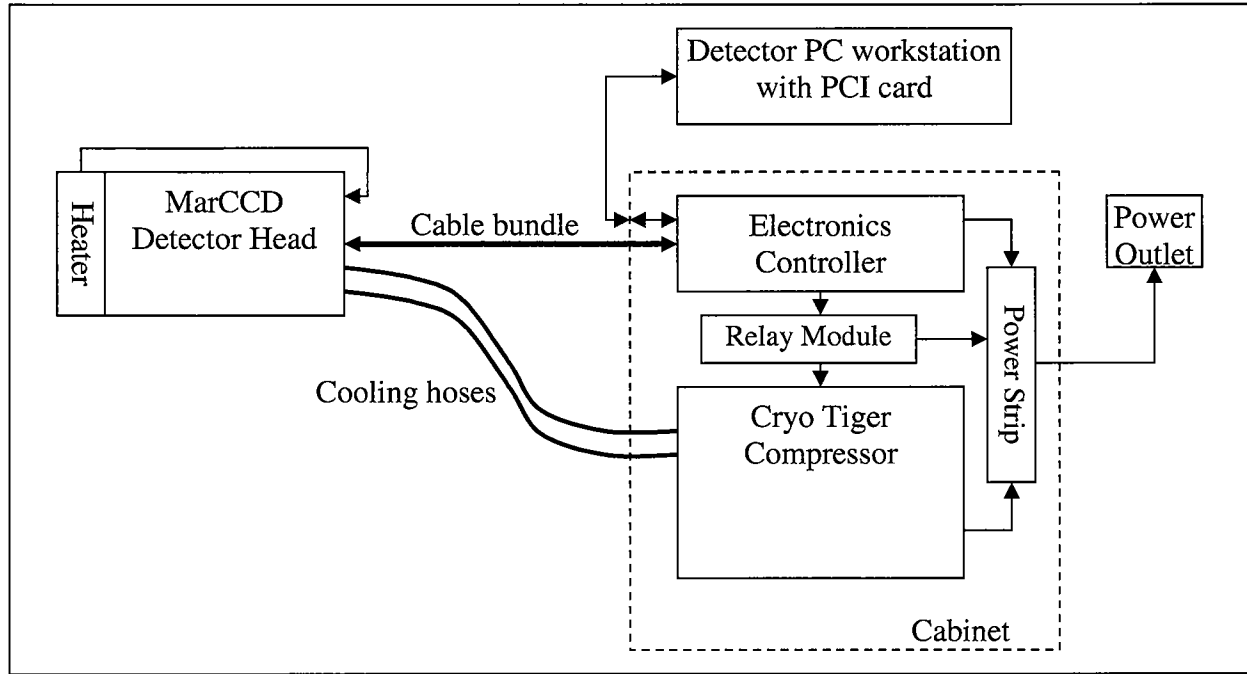 Detector PC workstation
with PCI card
Heater
MarCCD
Detector Head
Cable bundle
Electronics
Controller
Power
Outlet
Relay Module
Power Strip
Cooling hoses
Cryo Tiger
Compressor
Cabinet